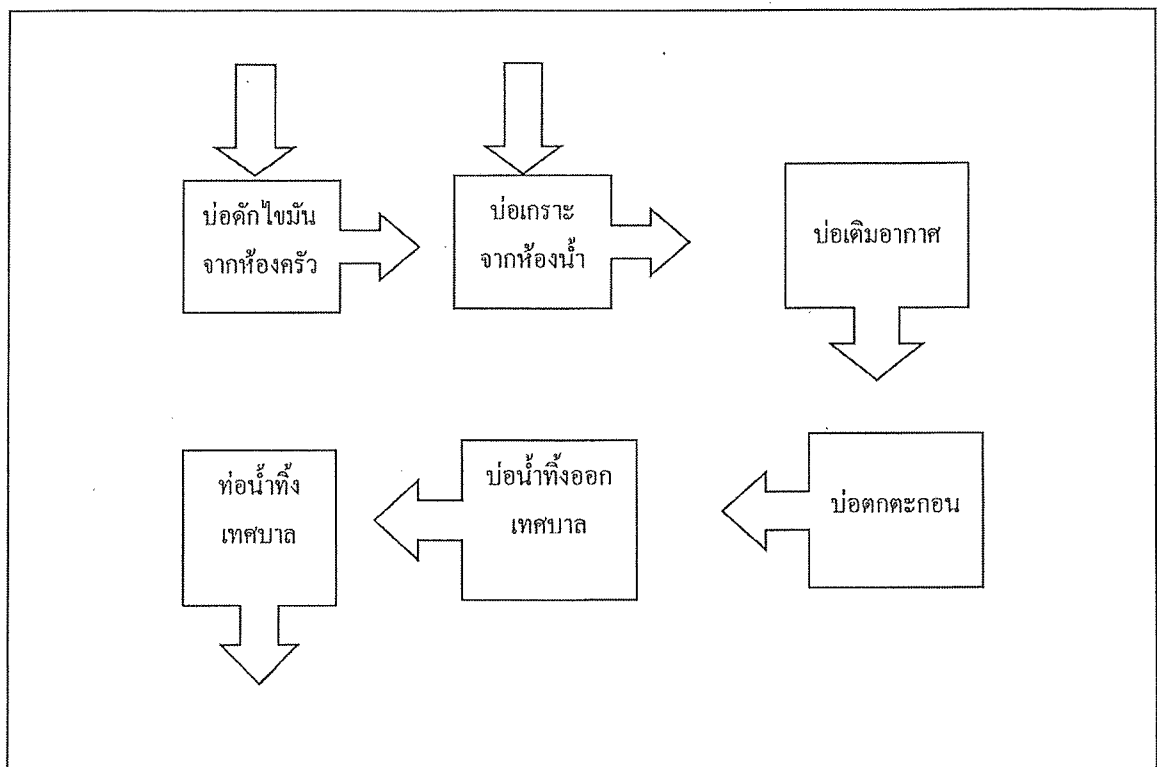 บ่อดักไขมัน
จากห้องครัว
บ่อเกราะ
จากห้องน้ำ
บ่อเติมอากาศ
บ่อตกตะกอน
บ่อน้ำทิ้งออก
เทศบาล
ท่อน้ำทิ้ง
เทศบาล